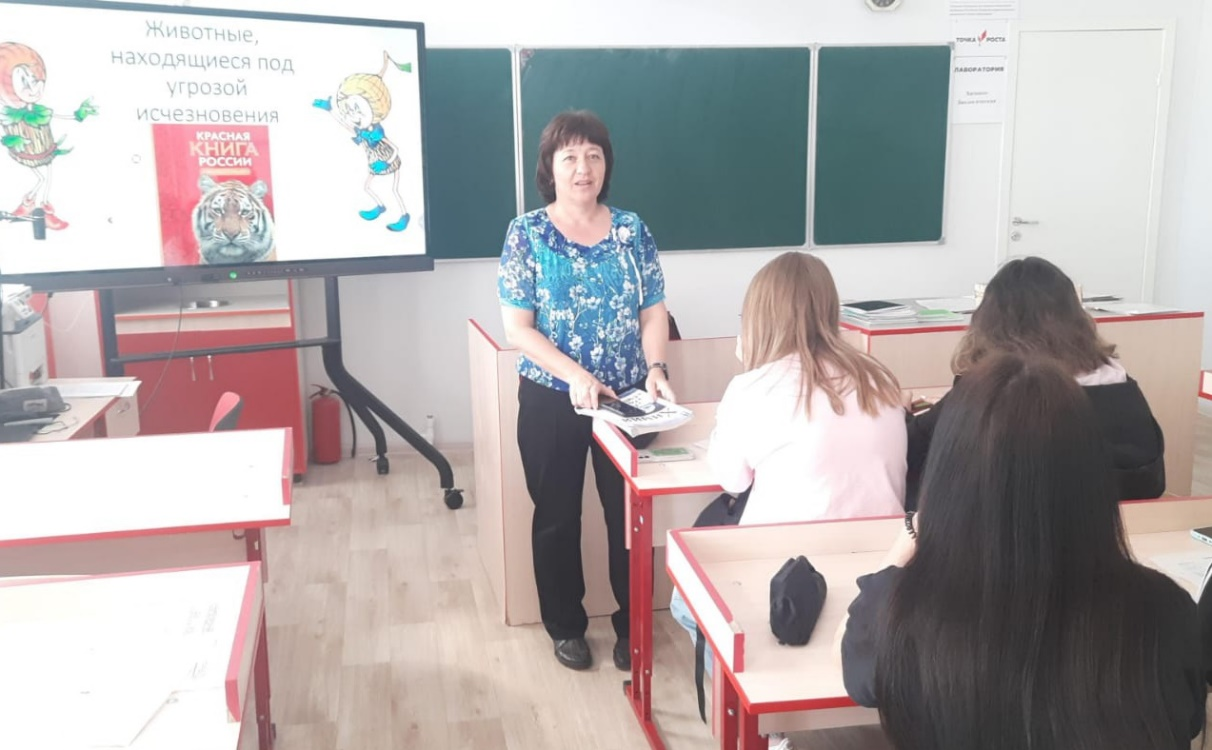 Животные,
находящиеся под
угрозой
исчезновения
КРАСНАЯ
КНИГА
РОССИИ
ТОЧКА РОСТА
ЛАБОРАТОРИЯ